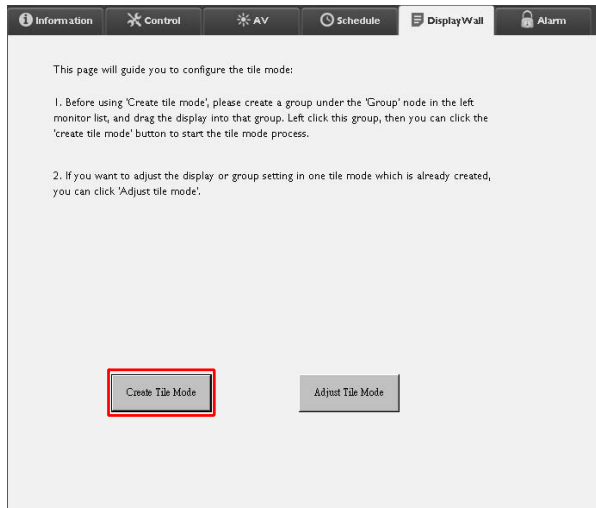 Information Control AV Schedule DisplayWall Alarm
This page will guide you to configure the tile mode:
1. Before using 'Create tile mode', please create a group under the 'Group' node in the left
monitor list, and drag the display into that group. Left click this group, then you can click the
'create tile mode' button to start the tile mode process.
2. If you want to adjust the display or group setting in one tile mode which is already created,
you can click 'Adjust tile mode'.
Create Tile Mode Adjust Tile Mode